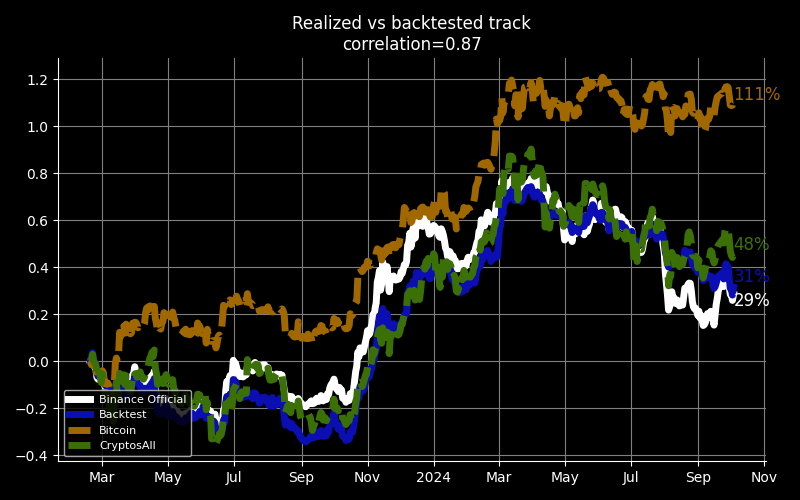 Realized vs backtested track
correlation=0.87
1.2
1.0
0.8
0.6
0.4
0.2
0.0
−0.2
−0.4
111%
48%
31%
29%
Binance Official
Backtest
Bitcoin
CryptosAll
Mar May Jul Sep Nov 2024 Mar May Jul Sep Nov